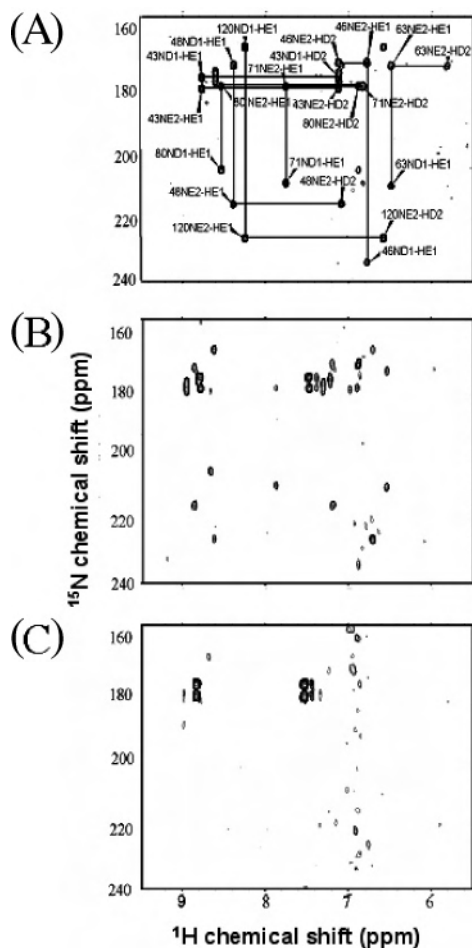 (A)
160
180
200
220
240
120ND1-HE1
48ND1-HE1
43ND1-HE1
46NE2-HD2
46NE2-HE1
43ND1-HD2
63NE2-HE1
63NE2-HD2
71NE2-HE1
43NE2-HE1
80NE2-HE1
43NE2-HD2
71NE2-HD2
80NE2-HD2
80ND1-HE1
71ND1-HE1
63ND1-HE1
48NE2-HE1
48NE2-HD2
120NE2-HE1
120NE2-HD2
46ND1-HE1
(B)
160
180
200
220
240
15N chemical shift (ppm)
(C)
160
180
200
220
240
9 8 7 6
1H chemical shift (ppm)